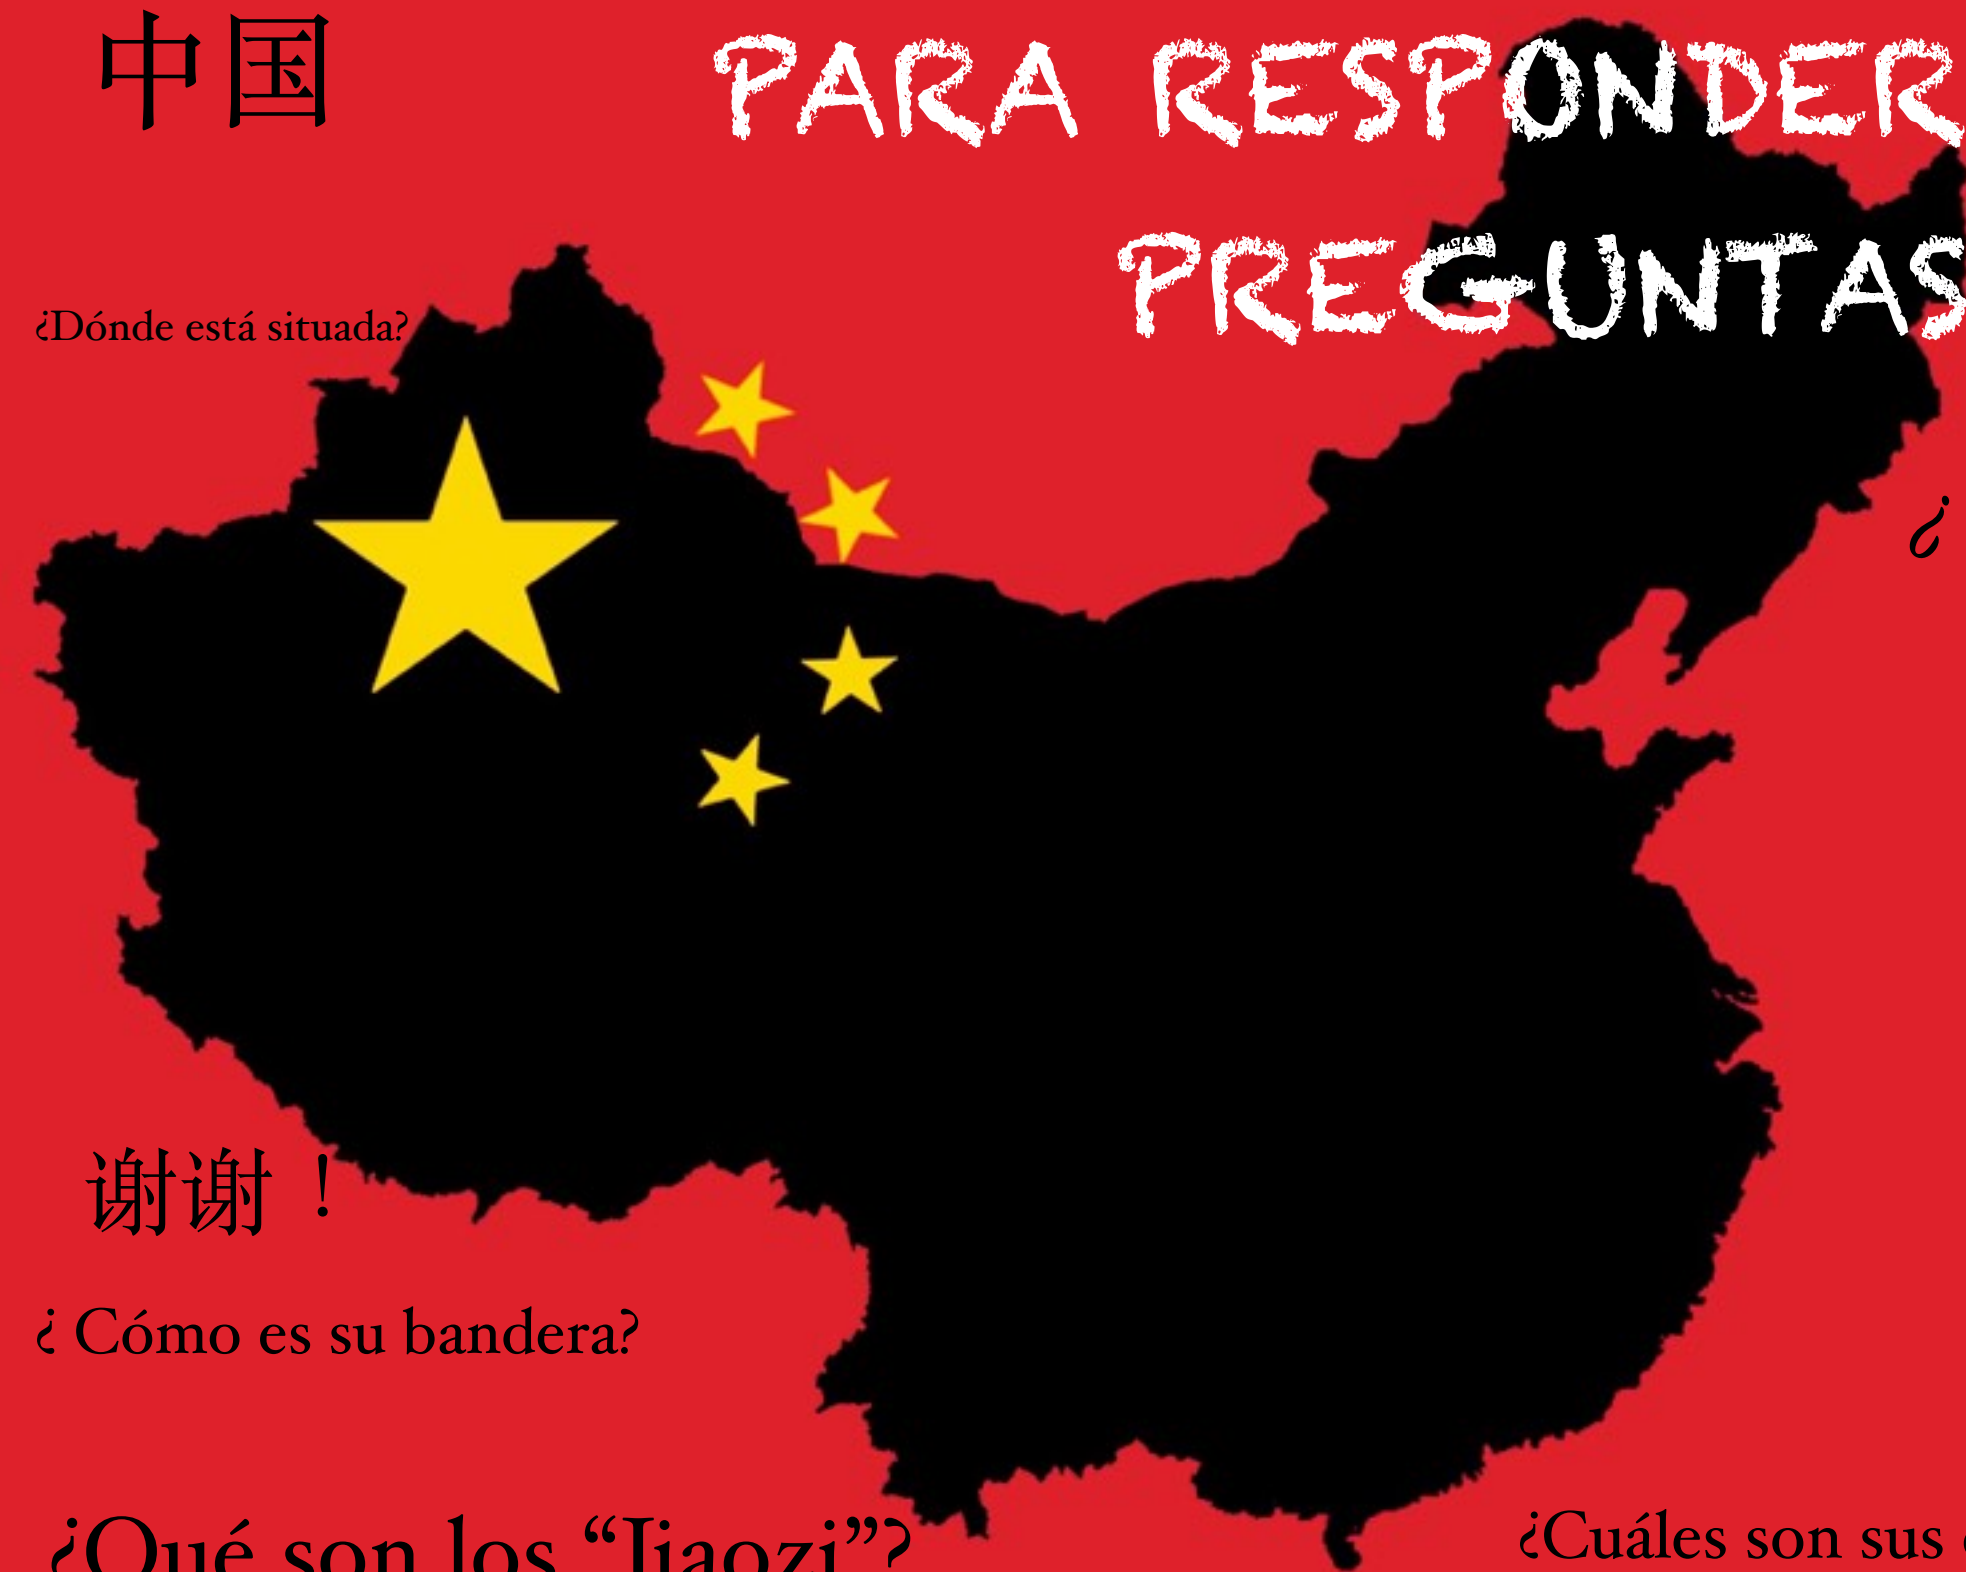 中国
PARA RESPONDER
PREGUNTAS
¿Dónde está situada?
¿
谢谢！
¿ Cómo es su bandera?
¿Qué son los “Jiaozi”?
¿Cuáles son sus